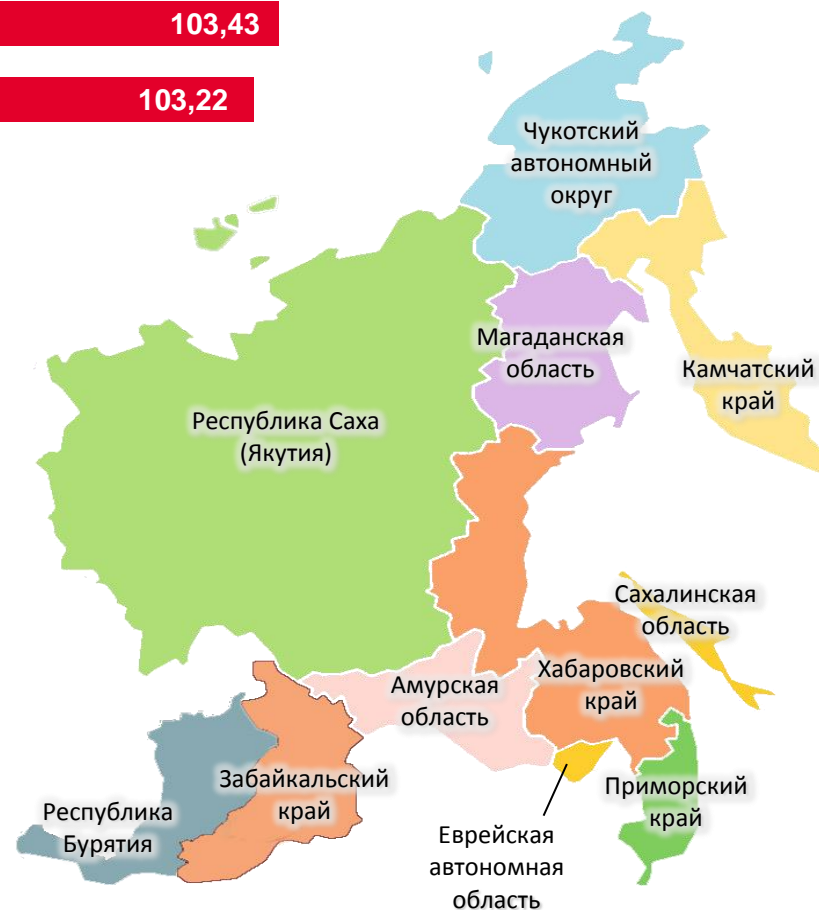 103,43
103,22
Чукотский
автономный
округ
Магаданская
область
Камчатский
край
Республика Саха
(Якутия)
Сахалинская
область
Хабаровский
край
Амурская
область
Забайкальский
край
Приморский
край
Республика
Бурятия
Еврейская
автономная
область